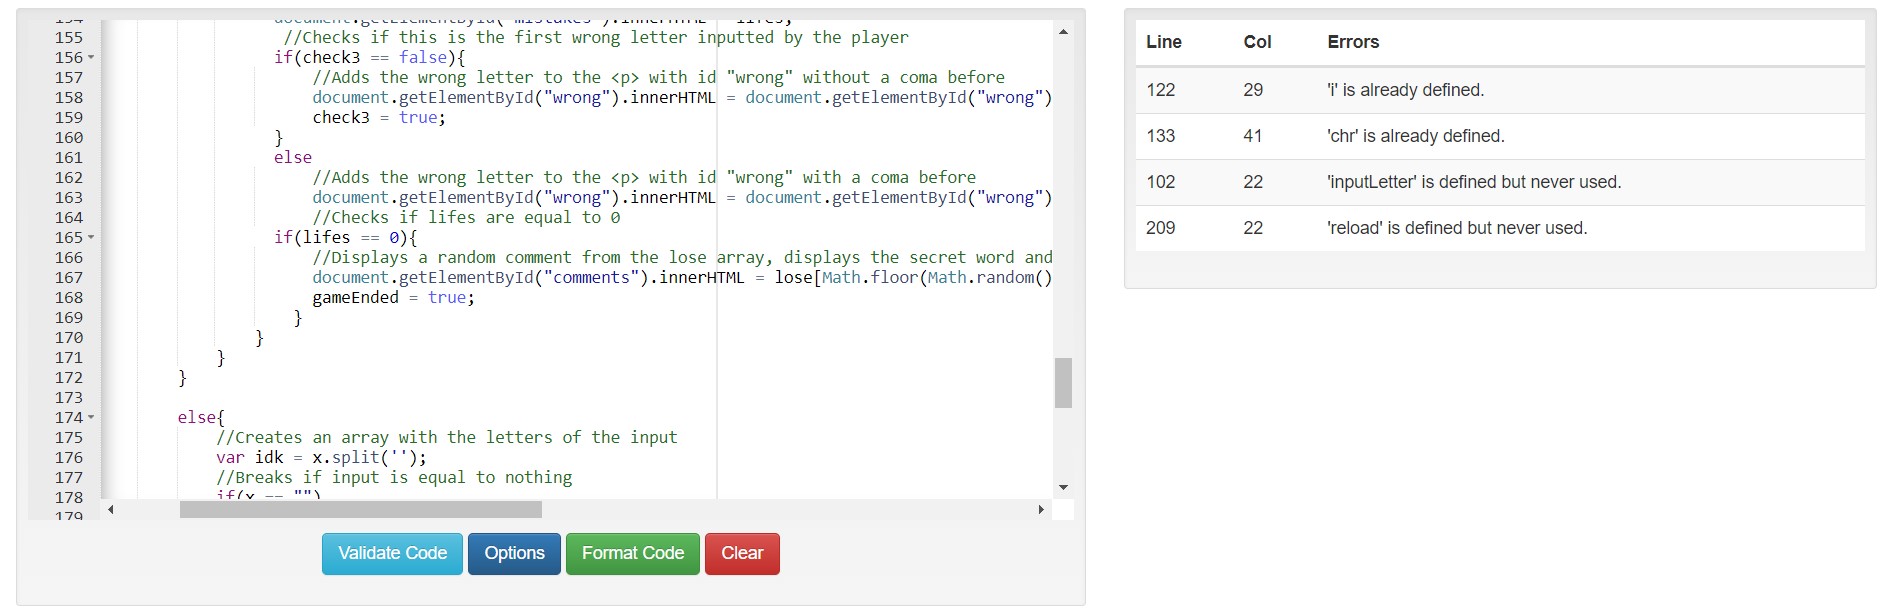 155 //Checks if this is the first wrong letter inputted by the player
156 if(check3 == false){
157 //Adds the wrong letter to the <p> with id "wrong" without a coma before
158 document.getElementById("wrong").innerHTML = document.getElementById("wrong")
159 check3 = true;
160 }
161 else
162 //Adds the wrong letter to the <p> with id "wrong" with a coma before
163 document.getElementById("wrong").innerHTML = document.getElementById("wrong")
164 //Checks if lifes are equal to 0
165 if(lifes == 0){
166 //Displays a random comment from the lose array, displays the secret word and
167 document.getElementById("comments").innerHTML = lose[Math.floor(Math.random()
168 gameEnded = true;
169 }
170 }
171 }
172 }
173
174 else{
175 //Creates an array with the letters of the input
176 var idk = x.split('');
177 //Breaks if input is equal to nothing
178 if(x == "")
179
Validate Code Options Format Code Clear
Line Col Errors
122 29 'i' is already defined.
133 41 'chr' is already defined.
102 22 'inputLetter' is defined but never used.
209 22 'reload' is defined but never used.